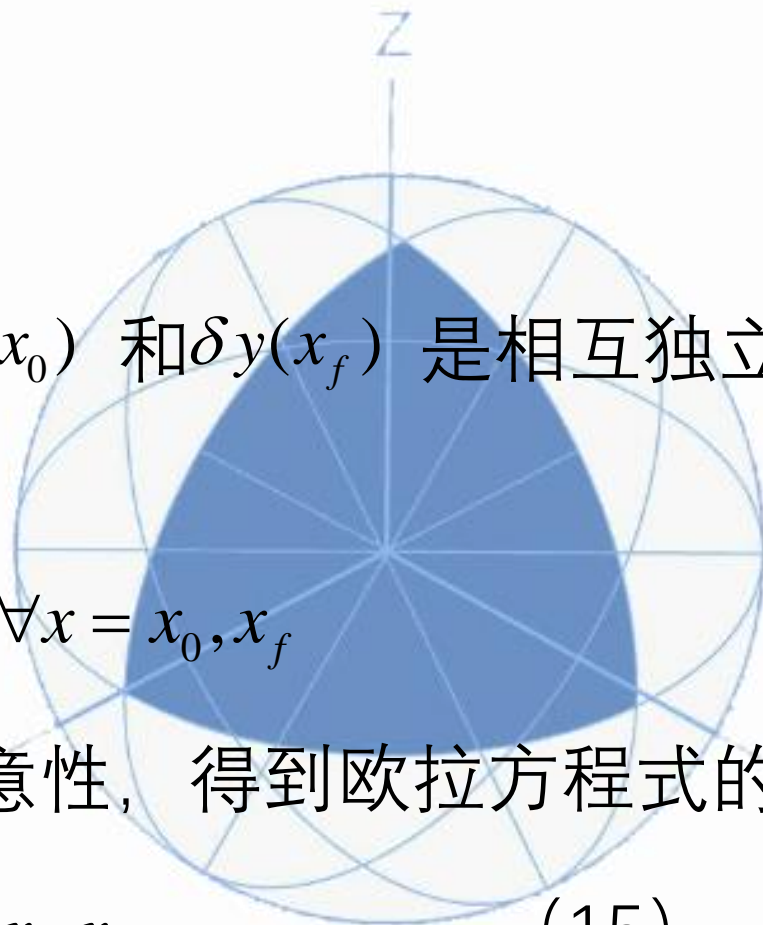 Z
x₀) 和δy(x_f) 是相互独立
∀x = x₀, x_f
意性, 得到欧拉方程式的
(15)